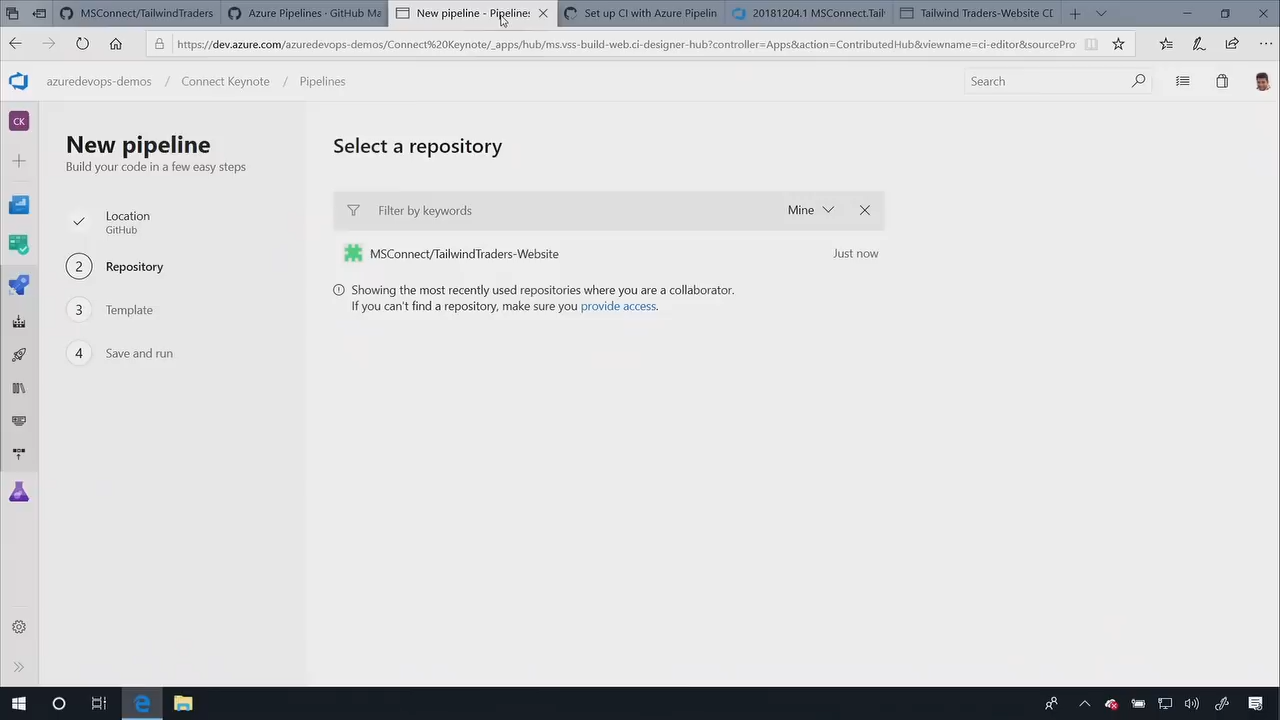 MSConnect/TailwindTraders
Azure Pipelines · GitHub Ma
New pipeline - Pipelines
Set up CI with Azure Pipelin
20181204.1 MSConnect.Tail
Tailwind Traders-Website CD
https://dev.azure.com/azuredevops-demos/Connect%20Keynote/_apps/hub/ms.vss-build-web.ci-designer-hub?controller=Apps&action=ContributedHub&viewname=ci-editor&sourcePro
azuredevops-demos / Connect Keynote / Pipelines
Search
CK
New pipeline
Build your code in a few easy steps
Location
GitHub
2 Repository
3 Template
4 Save and run
Select a repository
Filter by keywords
Mine
MSConnect/TailwindTraders-Website
Just now
Showing the most recently used repositories where you are a collaborator.
If you can't find a repository, make sure you provide access.